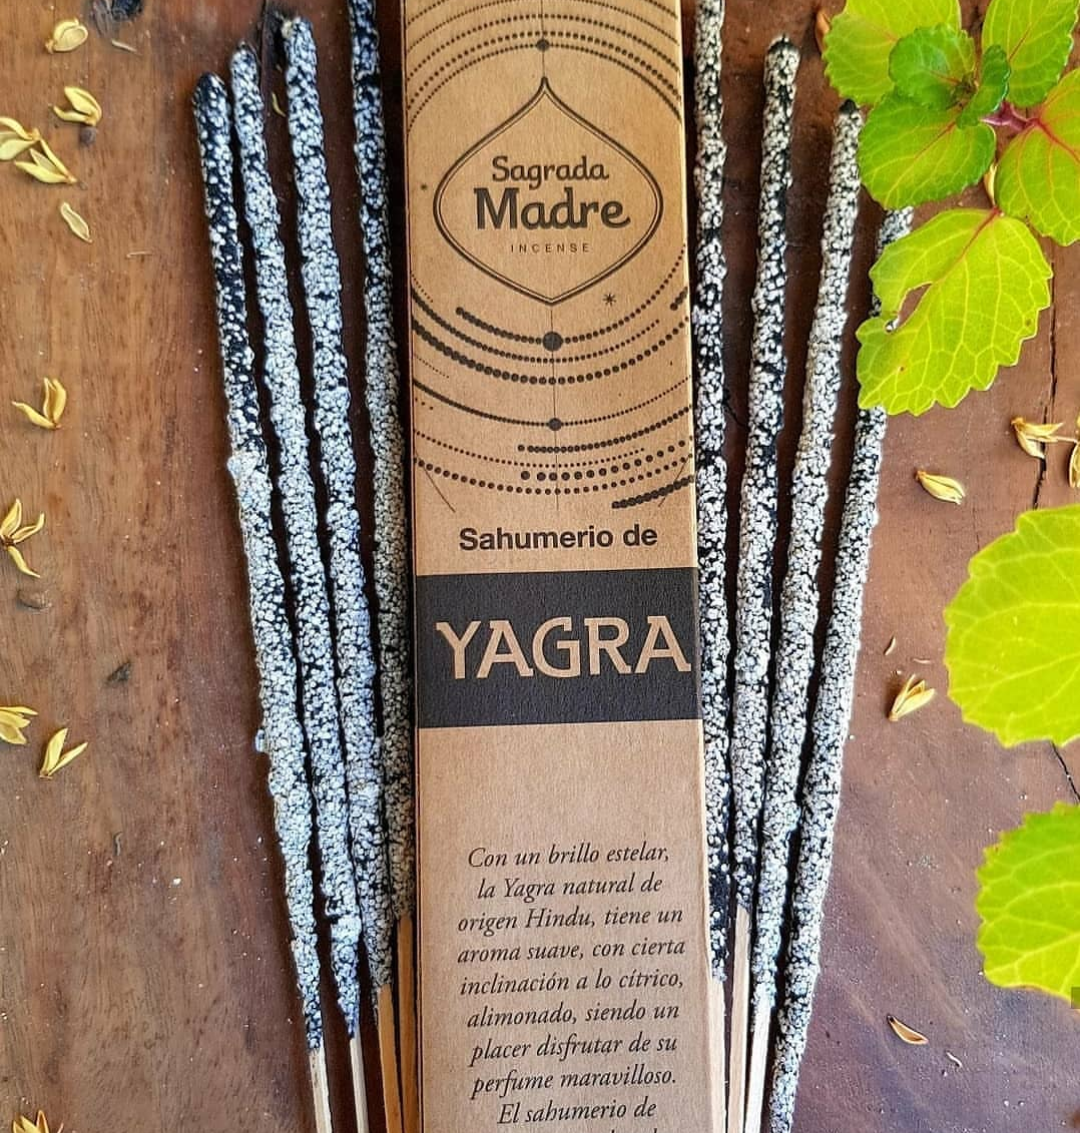 Sagrada
Madre
INCENSE
Sahumerio de
YAGRA
Con un brillo estelar,
la Yagra natural de
origen Hindu, tiene un
aroma suave, con cierta
inclinación a lo cítrico,
alimonado, siendo un
placer disfrutar de su
perfume maravilloso.
El sahumerio de